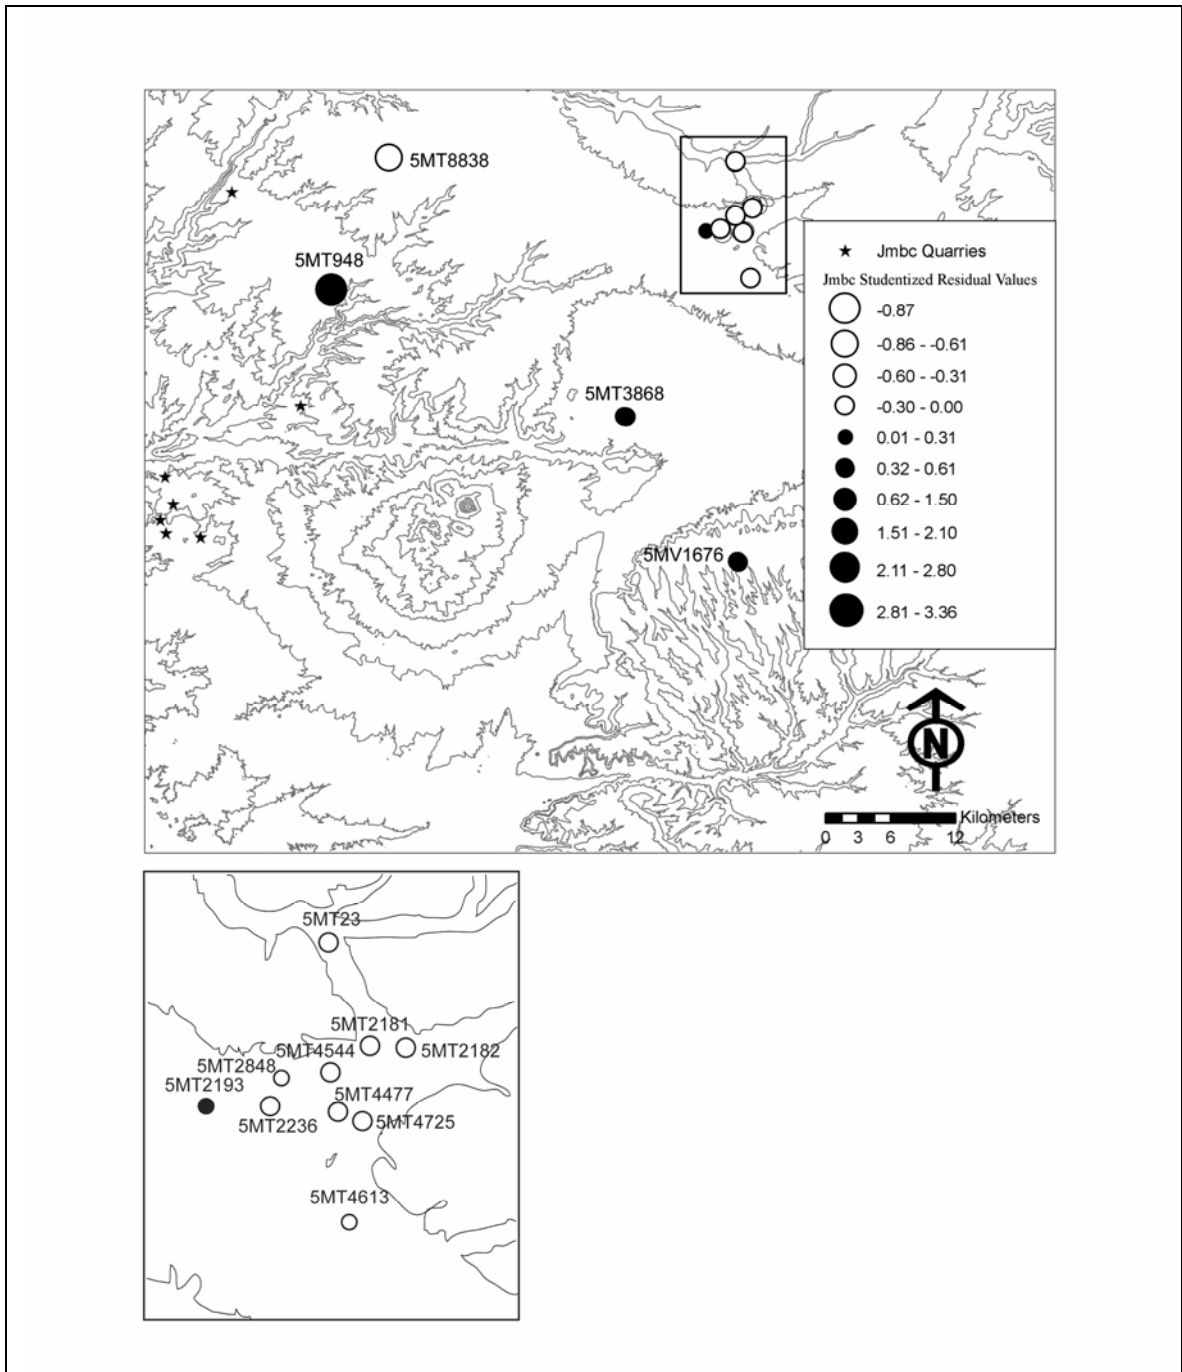 5MT8838
5MT948
Jmbc Quarries
Jmbc Studentized Residual Values
-0.87
-0.86 - -0.61
-0.60 - -0.31
-0.30 - 0.00
0.01 - 0.31
0.32 - 0.61
0.62 - 1.50
1.51 - 2.10
2.11 - 2.80
2.81 - 3.36
5MT3868
5MV1676
N
Kilometers
0 3 6 12
5MT23
5MT2181
5MT4544
5MT2182
5MT2848
5MT2193
5MT4477
5MT2236
5MT4725
5MT4613